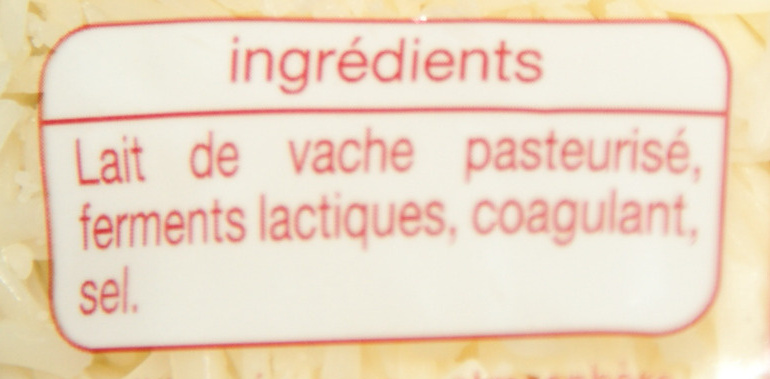 ingrédients
Lait de vache pasteurisé,
ferments lactiques, coagulant,
sel.